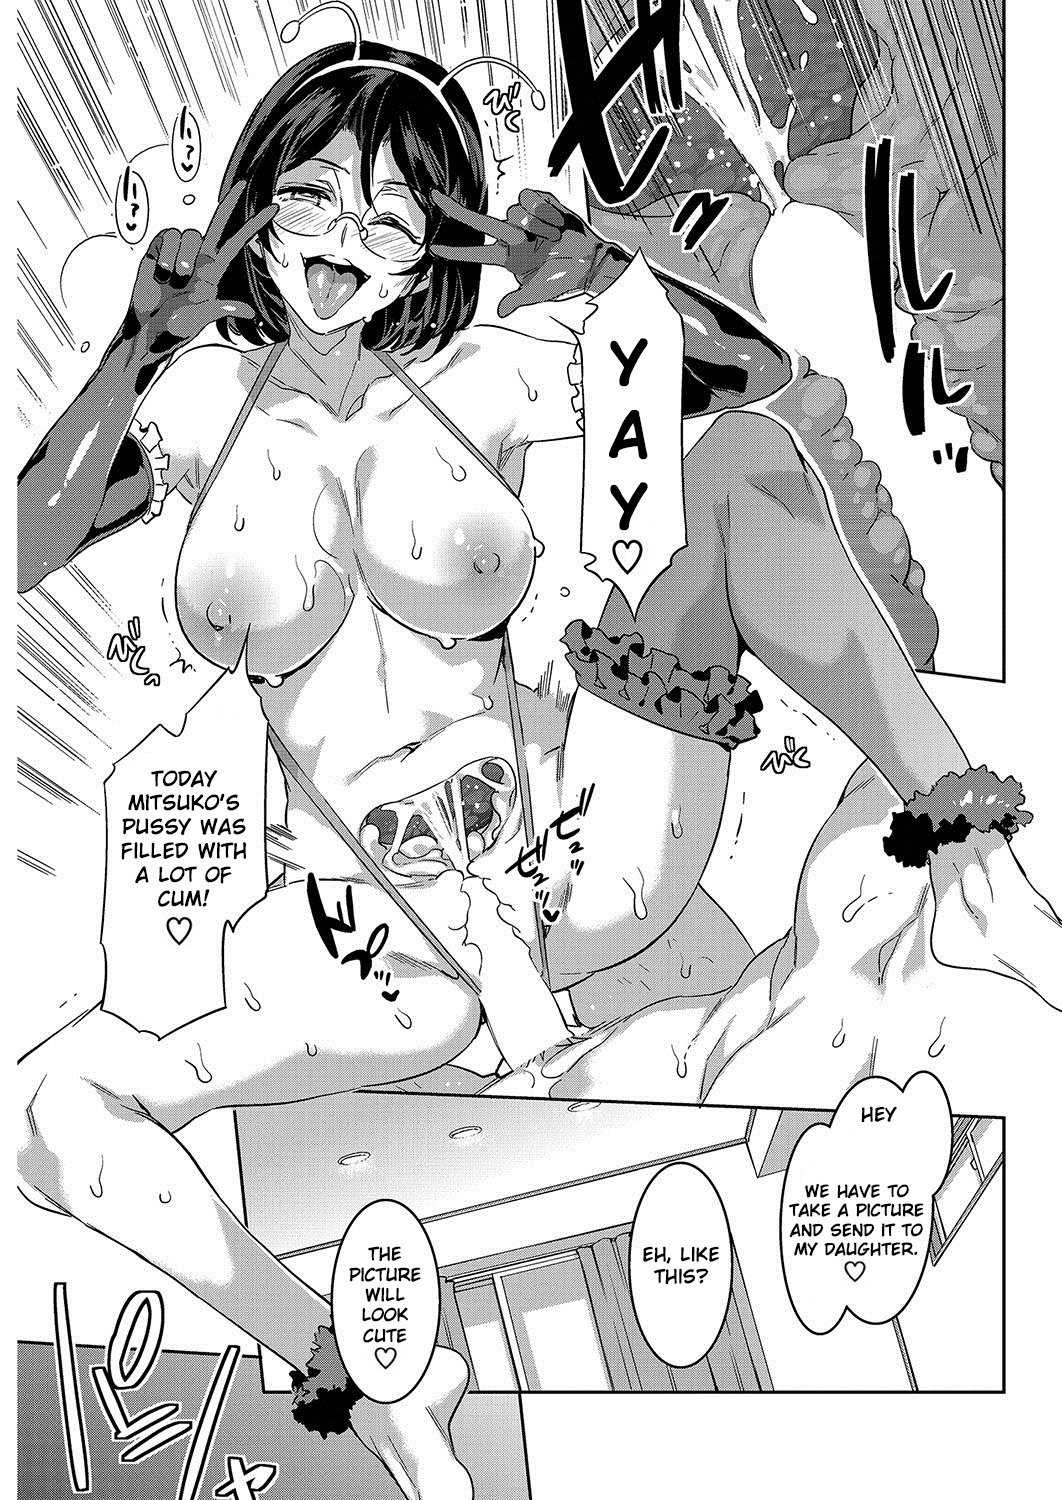 YAY♡
TODAY
MITSUKO'S
PUSSY WAS
FILLED WITH
A LOT OF
CUM!
♡
HEY
WE HAVE TO
TAKE A PICTURE
AND SEND IT TO
MY DAUGHTER.
♡
EH, LIKE
THIS?
THE
PICTURE
WILL
LOOK
CUTE
♡